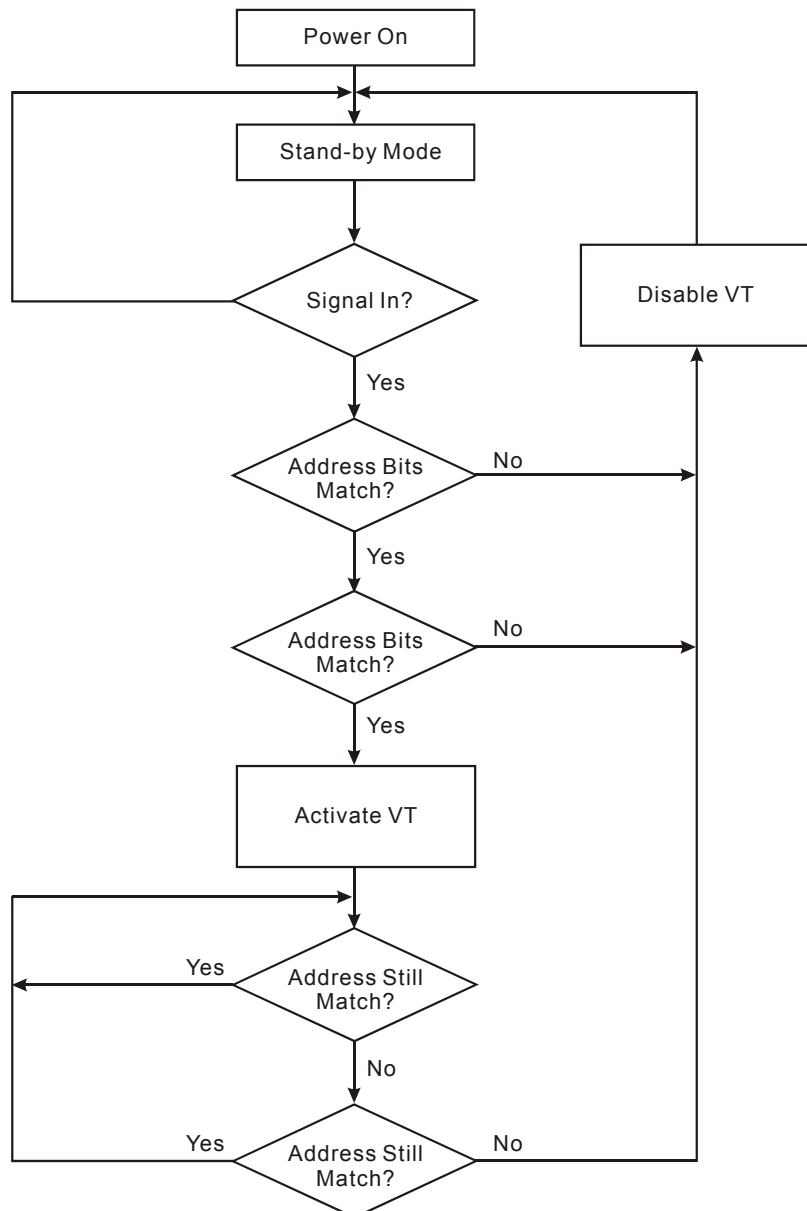 Power On
Stand-by Mode
Signal In?
Disable VT
Yes
Address Bits
Match?
No
Yes
Address Bits
Match?
No
Yes
Activate VT
Yes
Address Still
Match?
No
Yes
Address Still
Match?
No